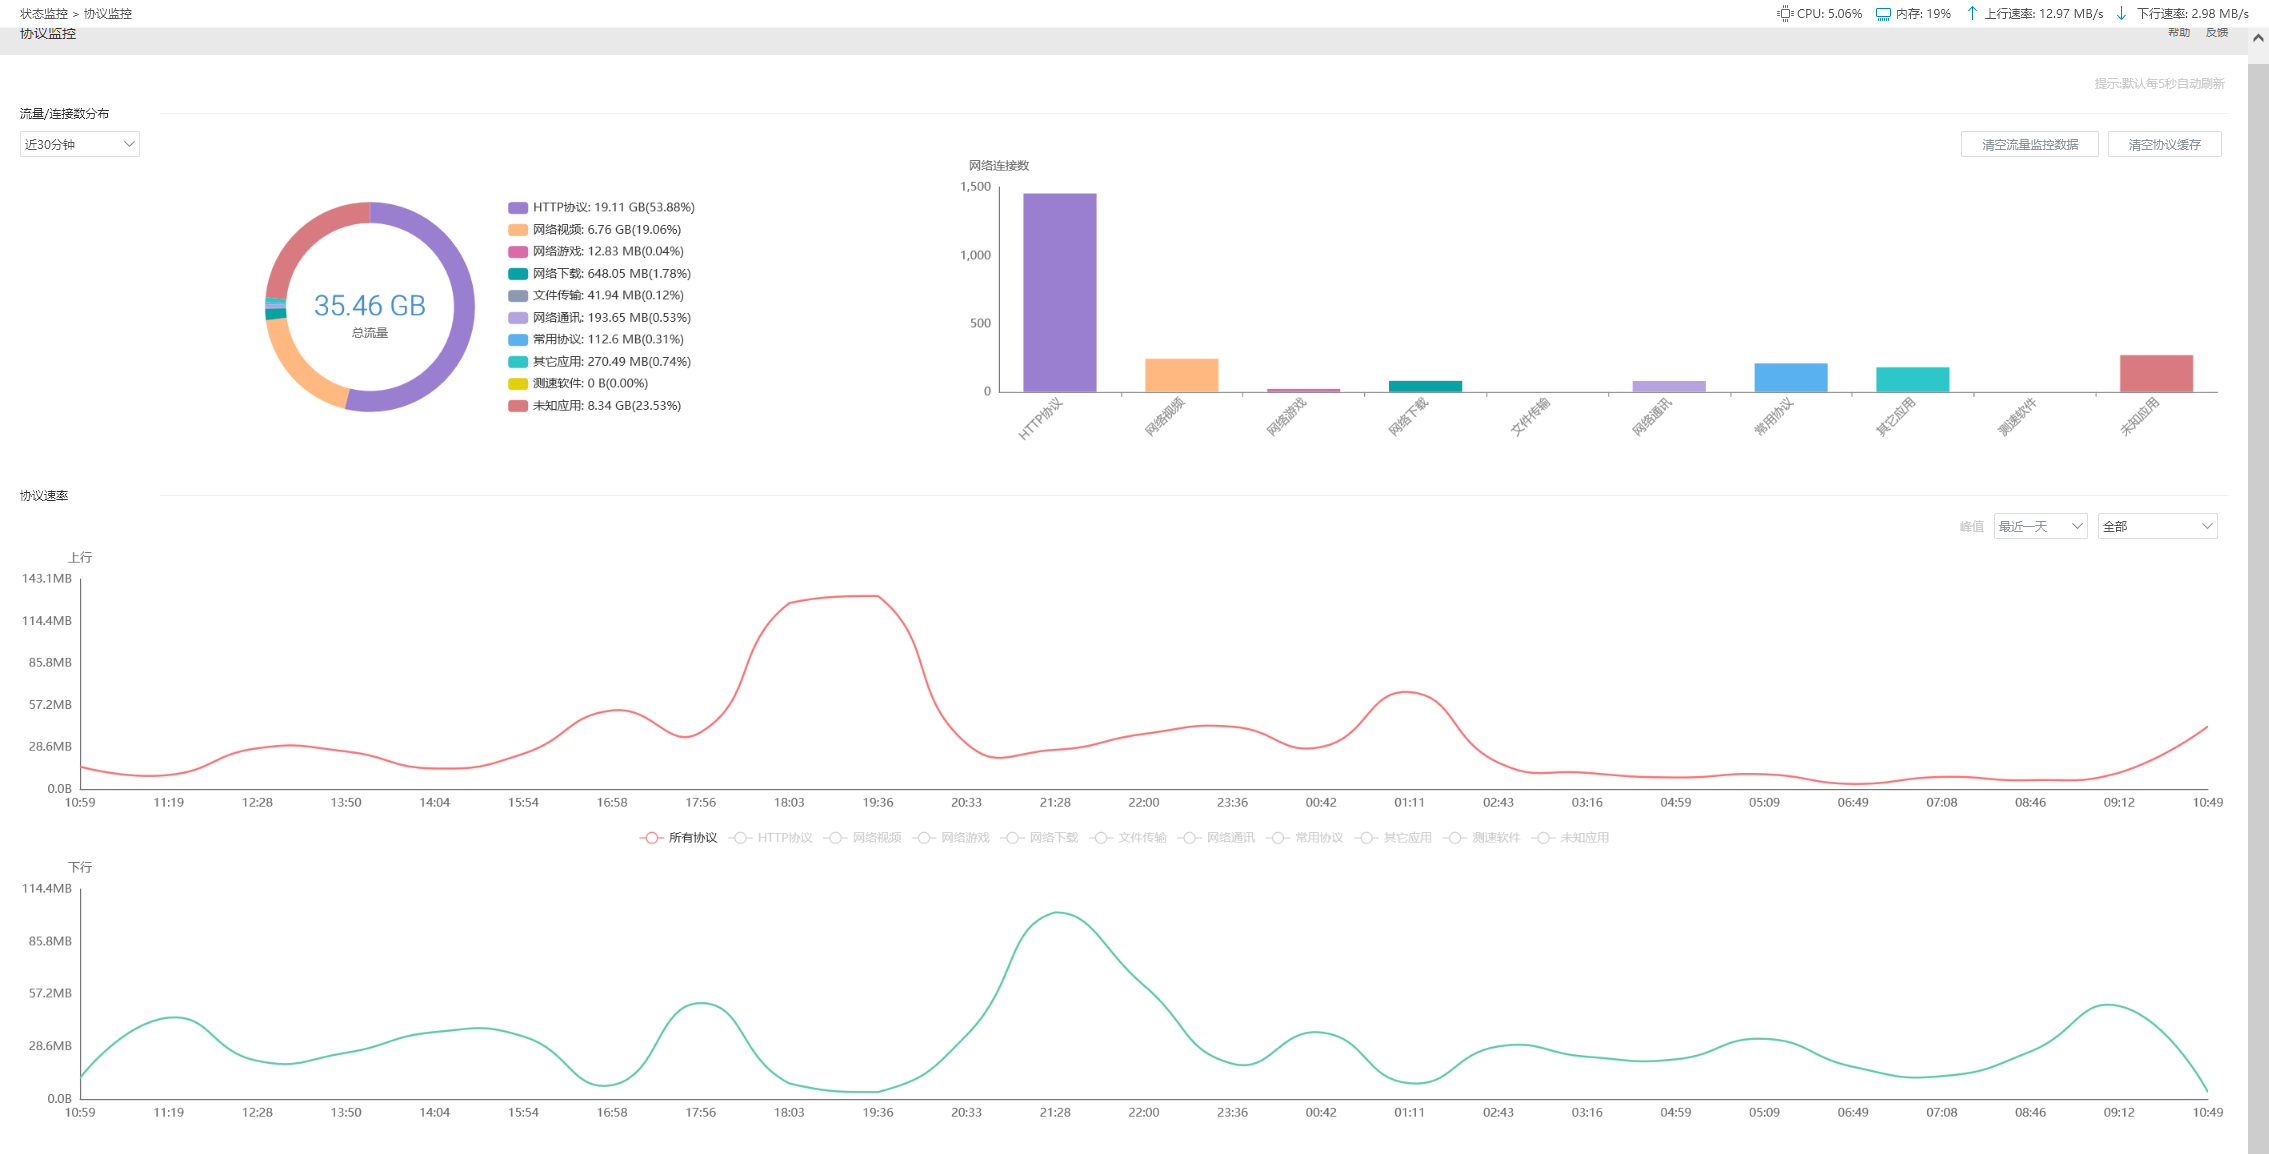 状态监控 > 协议监控
CPU: 5.06% 内存: 19% 上行速率: 12.97 MB/s 下行速率: 2.98 MB/s
协议监控
帮助 反馈
提示:默认每5秒自动刷新
流量/连接数分布
近30分钟
清空流量监控数据 清空协议缓存
35.46 GB
总流量
HTTP协议: 19.11 GB(53.88%)
网络视频: 6.76 GB(19.06%)
网络游戏: 12.83 MB(0.04%)
网络下载: 648.05 MB(1.78%)
文件传输: 41.94 MB(0.12%)
网络通讯: 193.65 MB(0.53%)
常用协议: 112.6 MB(0.31%)
其它应用: 270.49 MB(0.74%)
测速软件: 0 B(0.00%)
未知应用: 8.34 GB(23.53%)
网络连接数
1,500
1,000
500
0
HTTP协议 网络视频 网络游戏 网络下载 文件传输 网络通讯 常用协议 其它应用 测速软件 未知应用
协议速率
峰值 最近一天 全部
上行
143.1MB
114.4MB
85.8MB
57.2MB
28.6MB
0.0B
10:59 11:19 12:28 13:50 14:04 15:54 16:58 17:56 18:03 19:36 20:33 21:28 22:00 23:36 00:42 01:11 02:43 03:16 04:59 05:09 06:49 07:08 08:46 09:12 10:49
所有协议 HTTP协议 网络视频 网络游戏 网络下载 文件传输 网络通讯 常用协议 其它应用 测速软件 未知应用
下行
114.4MB
85.8MB
57.2MB
28.6MB
0.0B
10:59 11:19 12:28 13:50 14:04 15:54 16:58 17:56 18:03 19:36 20:33 21:28 22:00 23:36 00:42 01:11 02:43 03:16 04:59 05:09 06:49 07:08 08:46 09:12 10:49